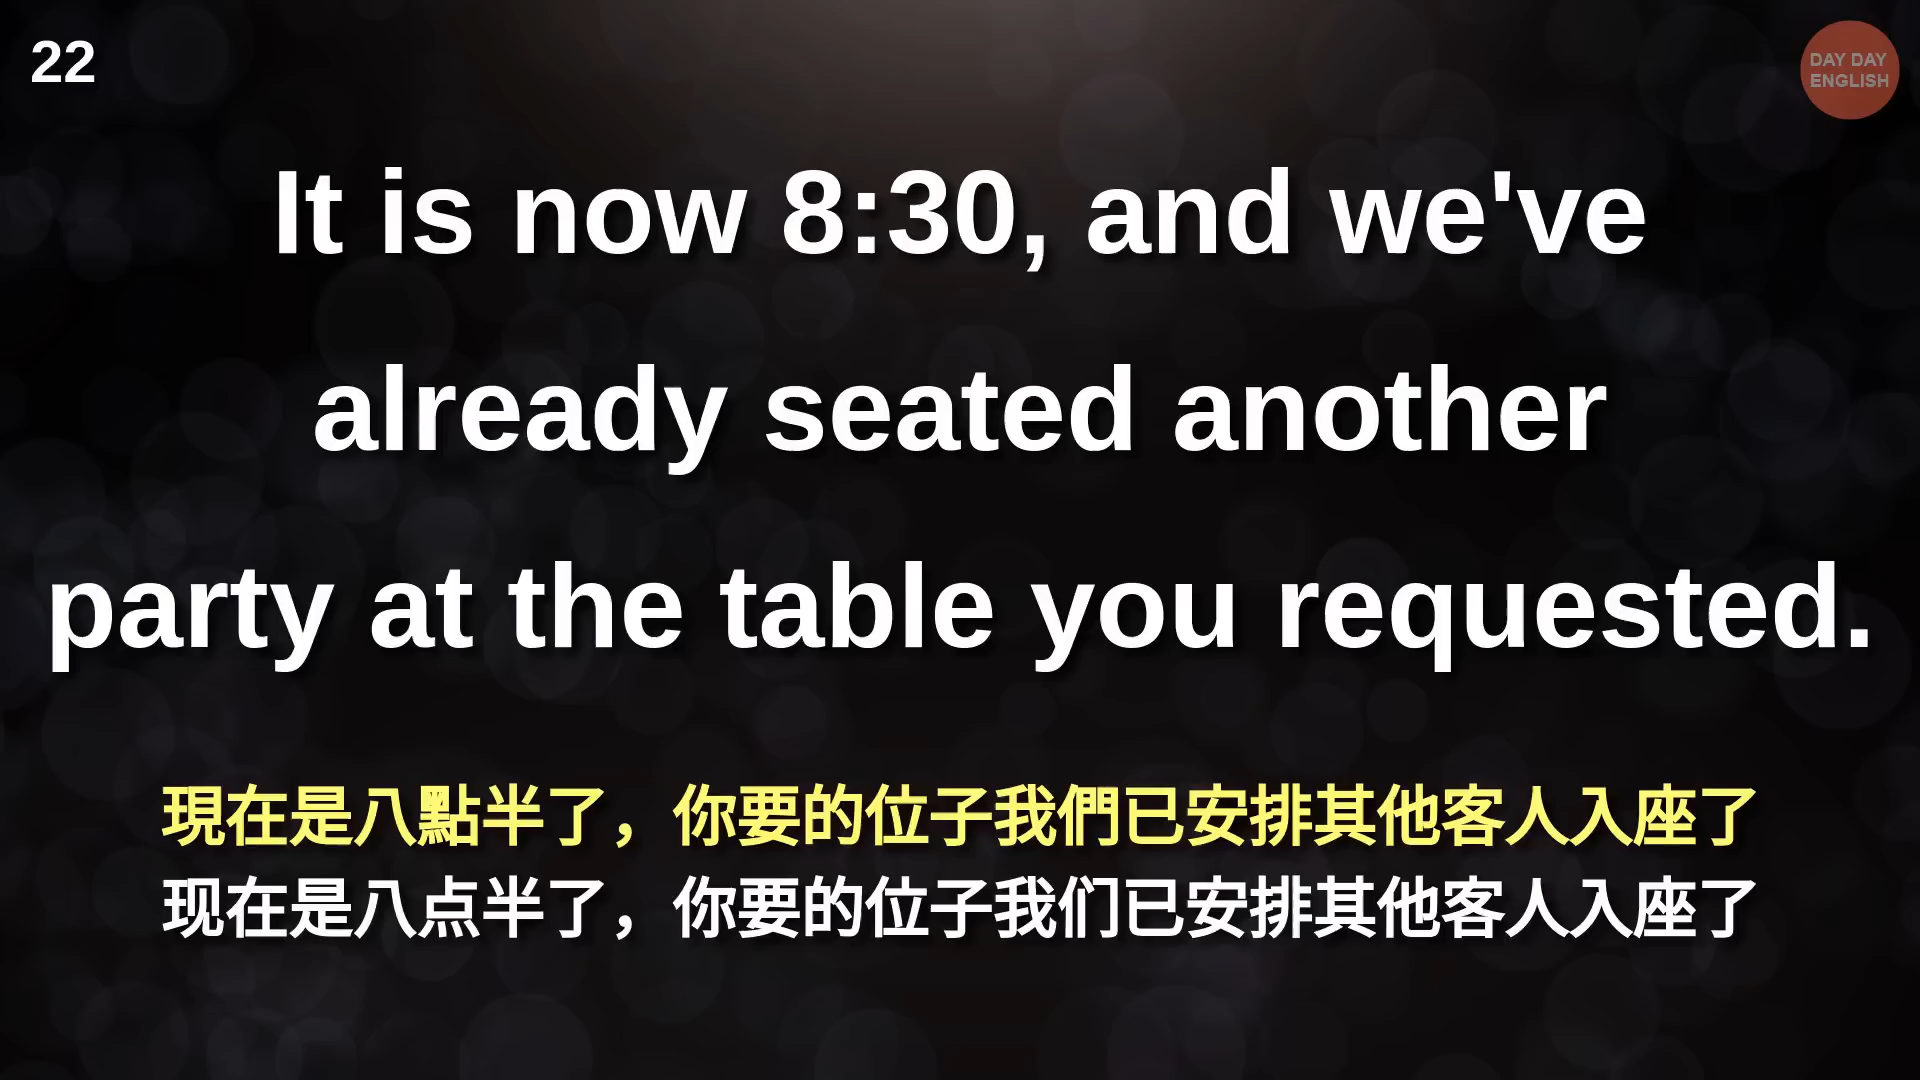 22
DAY DAY
ENGLISH
It is now 8:30, and we've
already seated another
party at the table you requested.
現在是八點半了，你要的位子我們已安排其他客人入座了
现在是八点半了，你要的位子我们已安排其他客人入座了